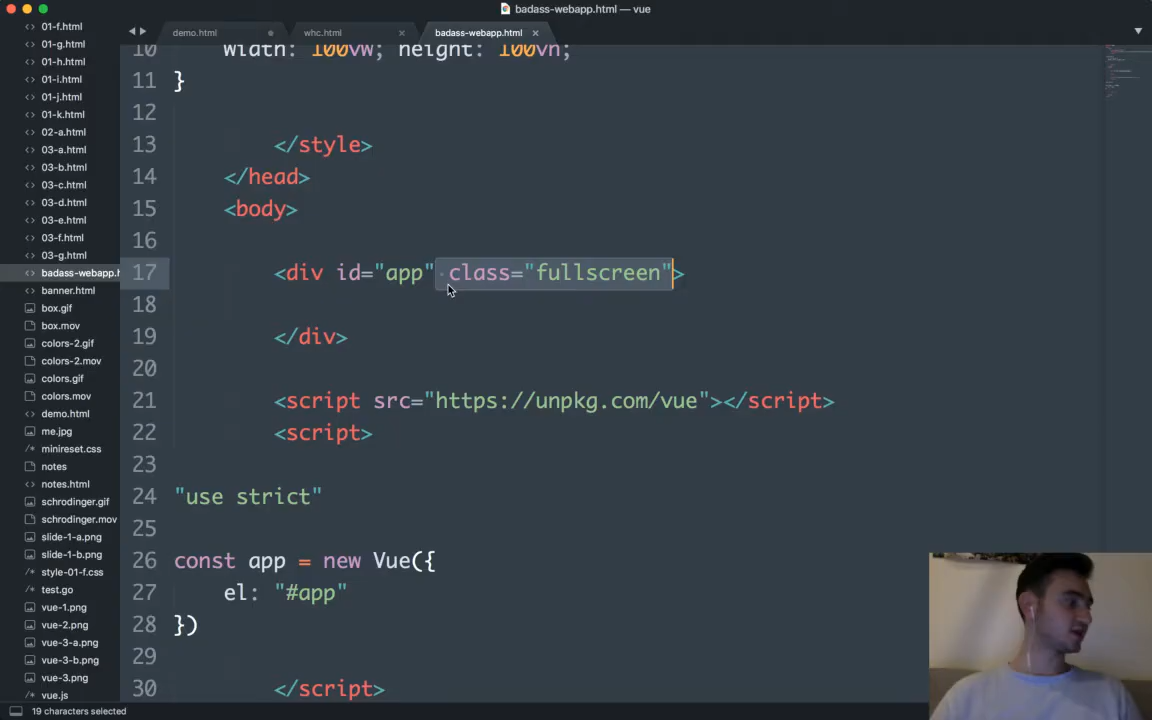 badass-webapp.html — vue
demo.html
whc.html
badass-webapp.html
01-f.html
01-g.html
01-h.html
01-i.html
01-j.html
01-k.html
02-a.html
03-a.html
03-b.html
03-c.html
03-d.html
03-e.html
03-f.html
03-g.html
badass-webapp.h
banner.html
box.gif
box.mov
colors-2.gif
colors-2.mov
colors.gif
colors.mov
demo.html
me.jpg
minireset.css
notes
notes.html
schrodinger.gif
schrodinger.mov
slide-1-a.png
slide-1-b.png
style-01-f.css
test.go
vue-1.png
vue-2.png
vue-3-a.png
vue-3-b.png
vue-3.png
vue.js
10 width: 100vw; height: 100vh;
11 }
12
13 </style>
14 </head>
15 <body>
16
17 <div id="app" class="fullscreen">
18
19 </div>
20
21 <script src="https://unpkg.com/vue"></script>
22 <script>
23
24 "use strict"
25
26 const app = new Vue({
27 el: "#app"
28 })
29
30 </script>
19 characters selected